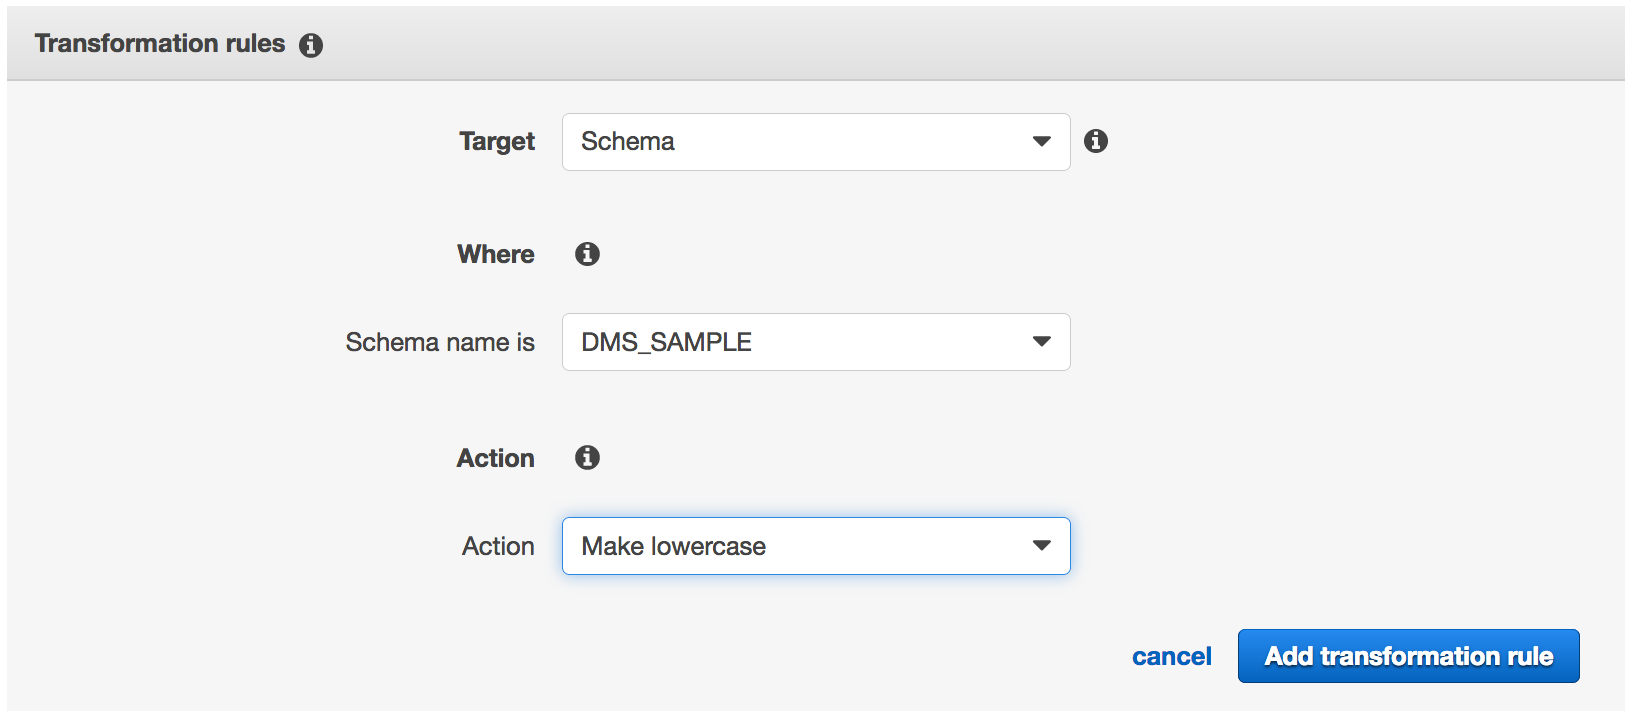 Transformation rules
Target Schema
Where
Schema name is DMS_SAMPLE
Action
Action Make lowercase
cancel Add transformation rule